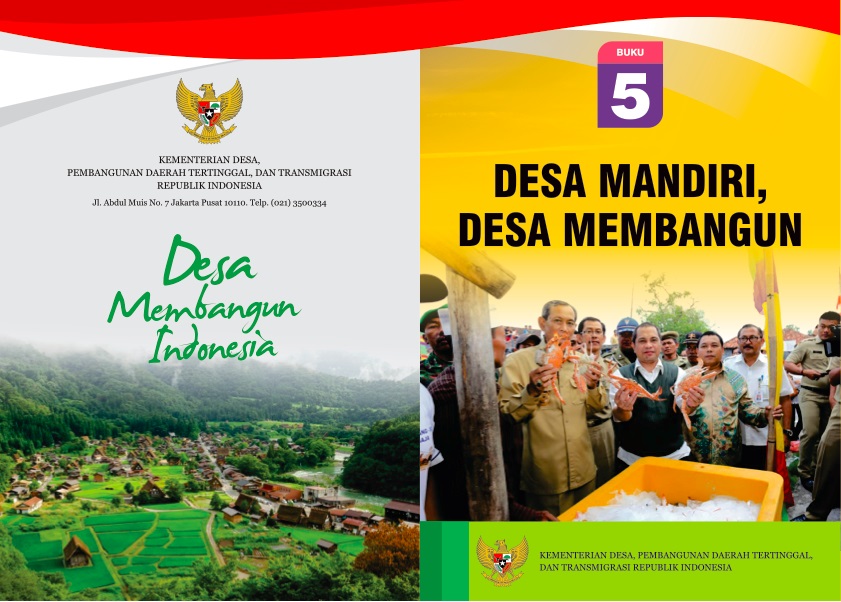 KEMENTERIAN DESA,
PEMBANGUNAN DAERAH TERTINGGAL, DAN TRANSMIGRASI
REPUBLIK INDONESIA
Jl. Abdul Muis No. 7 Jakarta Pusat 10110. Telp. (021) 3500334
Desa
Membangun
Indonesia
BUKU
5
DESA MANDIRI,
DESA MEMBANGUN
KEMENTERIAN DESA, PEMBANGUNAN DAERAH TERTINGGAL,
DAN TRANSMIGRASI REPUBLIK INDONESIA